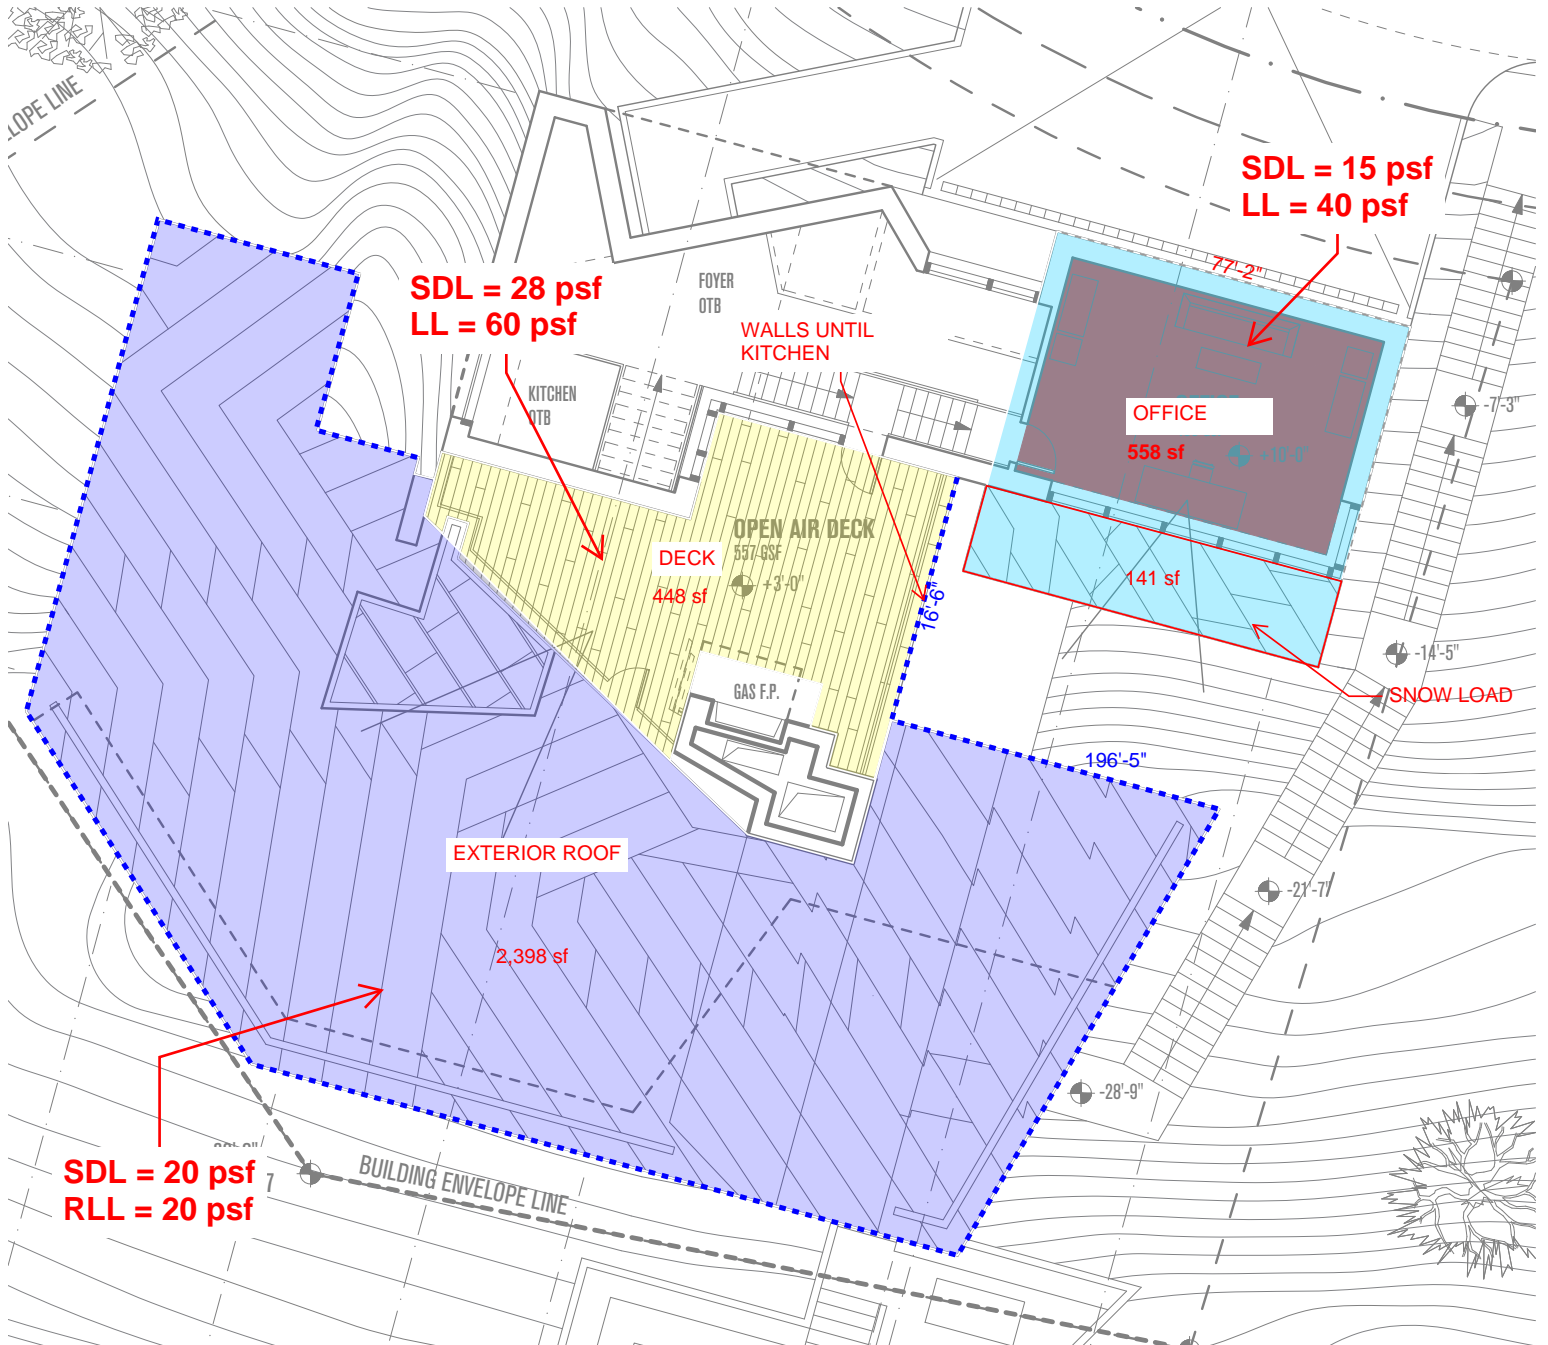 LOPE LINE
SDL = 15 psf
LL = 40 psf
77'-2"
SDL = 28 psf
LL = 60 psf
FOYER
OTB
WALLS UNTIL
KITCHEN
KITCHEN
OTB
OFFICE
558 sf
+10'-0"
-7'-3"
OPEN AIR DECK
557 GSF
DECK
+3'-0"
448 sf
16'-6"
141 sf
-14'-5"
GAS F.P.
SNOW LOAD
196'-5"
EXTERIOR ROOF
-21'-7"
2,398 sf
-28'-9"
SDL = 20 psf
RLL = 20 psf
7
BUILDING ENVELOPE LINE